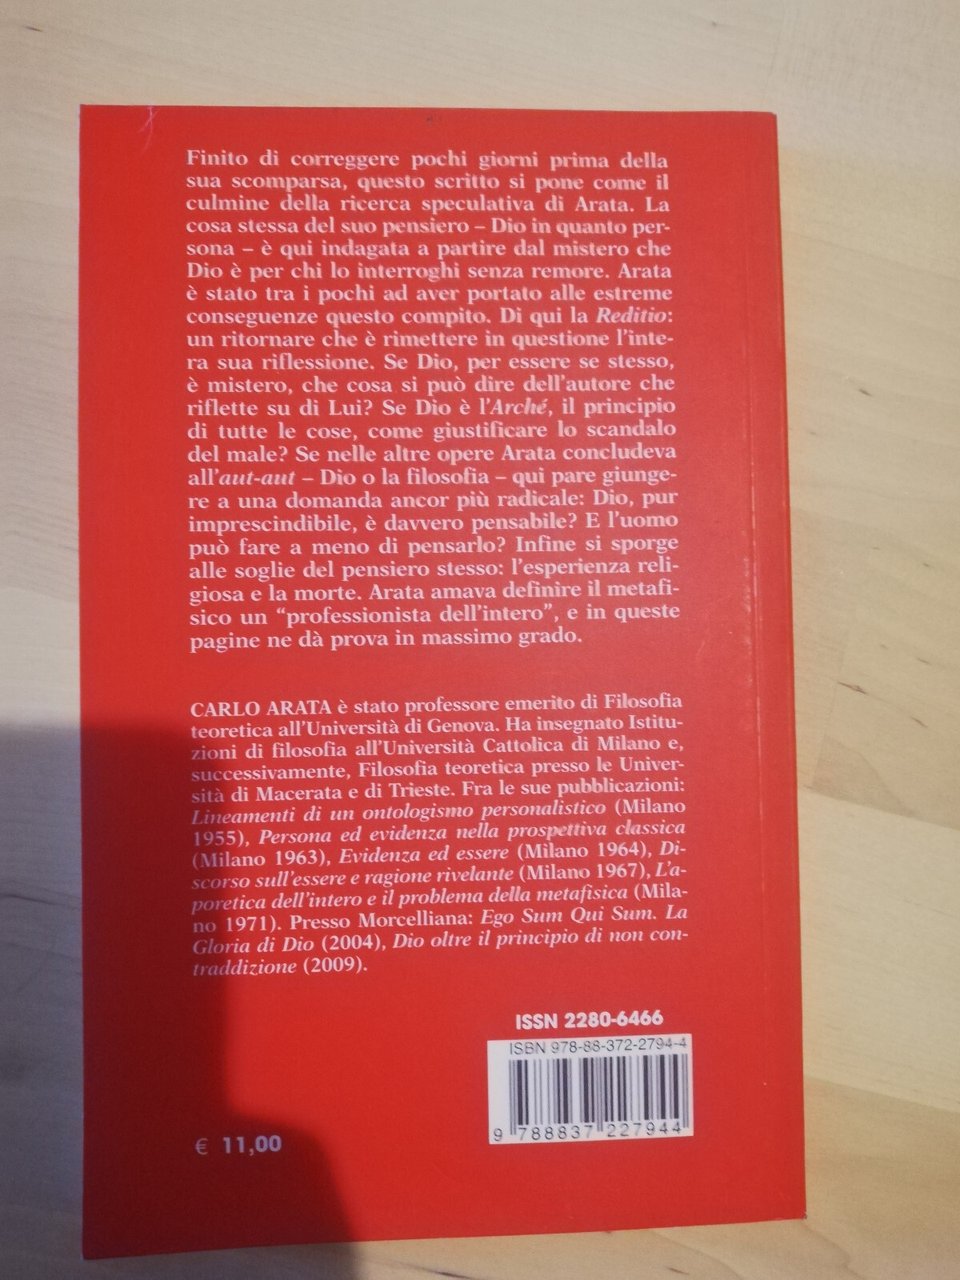 Finito di correggere pochi giorni prima della
sua scomparsa, questo scritto si pone come il
culmine della ricerca speculativa di Arata. La
cosa stessa del suo pensiero – Dio in quanto per-
sona – è qui indagata a partire dal mistero che
Dio è per chi lo interroghi senza remore. Arata
è stato tra i pochi ad aver portato alle estreme
conseguenze questo compito. Di qui la Reditio:
un ritornare che è rimettere in questione l'inte-
ra sua riflessione. Se Dio, per essere se stesso,
è mistero, che cosa si può dire dell'autore che
riflette su di Lui? Se Dio è l'Arché, il principio
di tutte le cose, come giustificare lo scandalo
del male? Se nelle altre opere Arata concludeva
all'aut-aut – Dio o la filosofia – qui pare giunge-
re a una domanda ancor più radicale: Dio, pur
imprescindibile, è davvero pensabile? E l'uomo
può fare a meno di pensarlo? Infine si sporge
alle soglie del pensiero stesso: l'esperienza reli-
giosa e la morte. Arata amava definire il metafi-
sico un “professionista dell'intero”, e in queste
pagine ne dà prova in massimo grado.
CARLO ARATA è stato professore emerito di Filosofia
teoretica all'Università di Genova. Ha insegnato Istitu-
zioni di filosofia all'Università Cattolica di Milano e,
successivamente, Filosofia teoretica presso le Univer-
sità di Macerata e di Trieste. Fra le sue pubblicazioni:
Lineamenti di un ontologismo personalistico (Milano
1955), Persona ed evidenza nella prospettiva classica
(Milano 1963), Evidenza ed essere (Milano 1964), Di-
scorso sull'essere e ragione rivelante (Milano 1967), L'a-
poretica dell'intero e il problema della metafisica (Mila-
no 1971). Presso Morcelliana: Ego Sum Qui Sum. La
Gloria di Dio (2004), Dio oltre il principio di non con-
traddizione (2009).
ISSN 2280-6466
ISBN 978-88-372-2794-4
9 788837 227944
€ 11,00